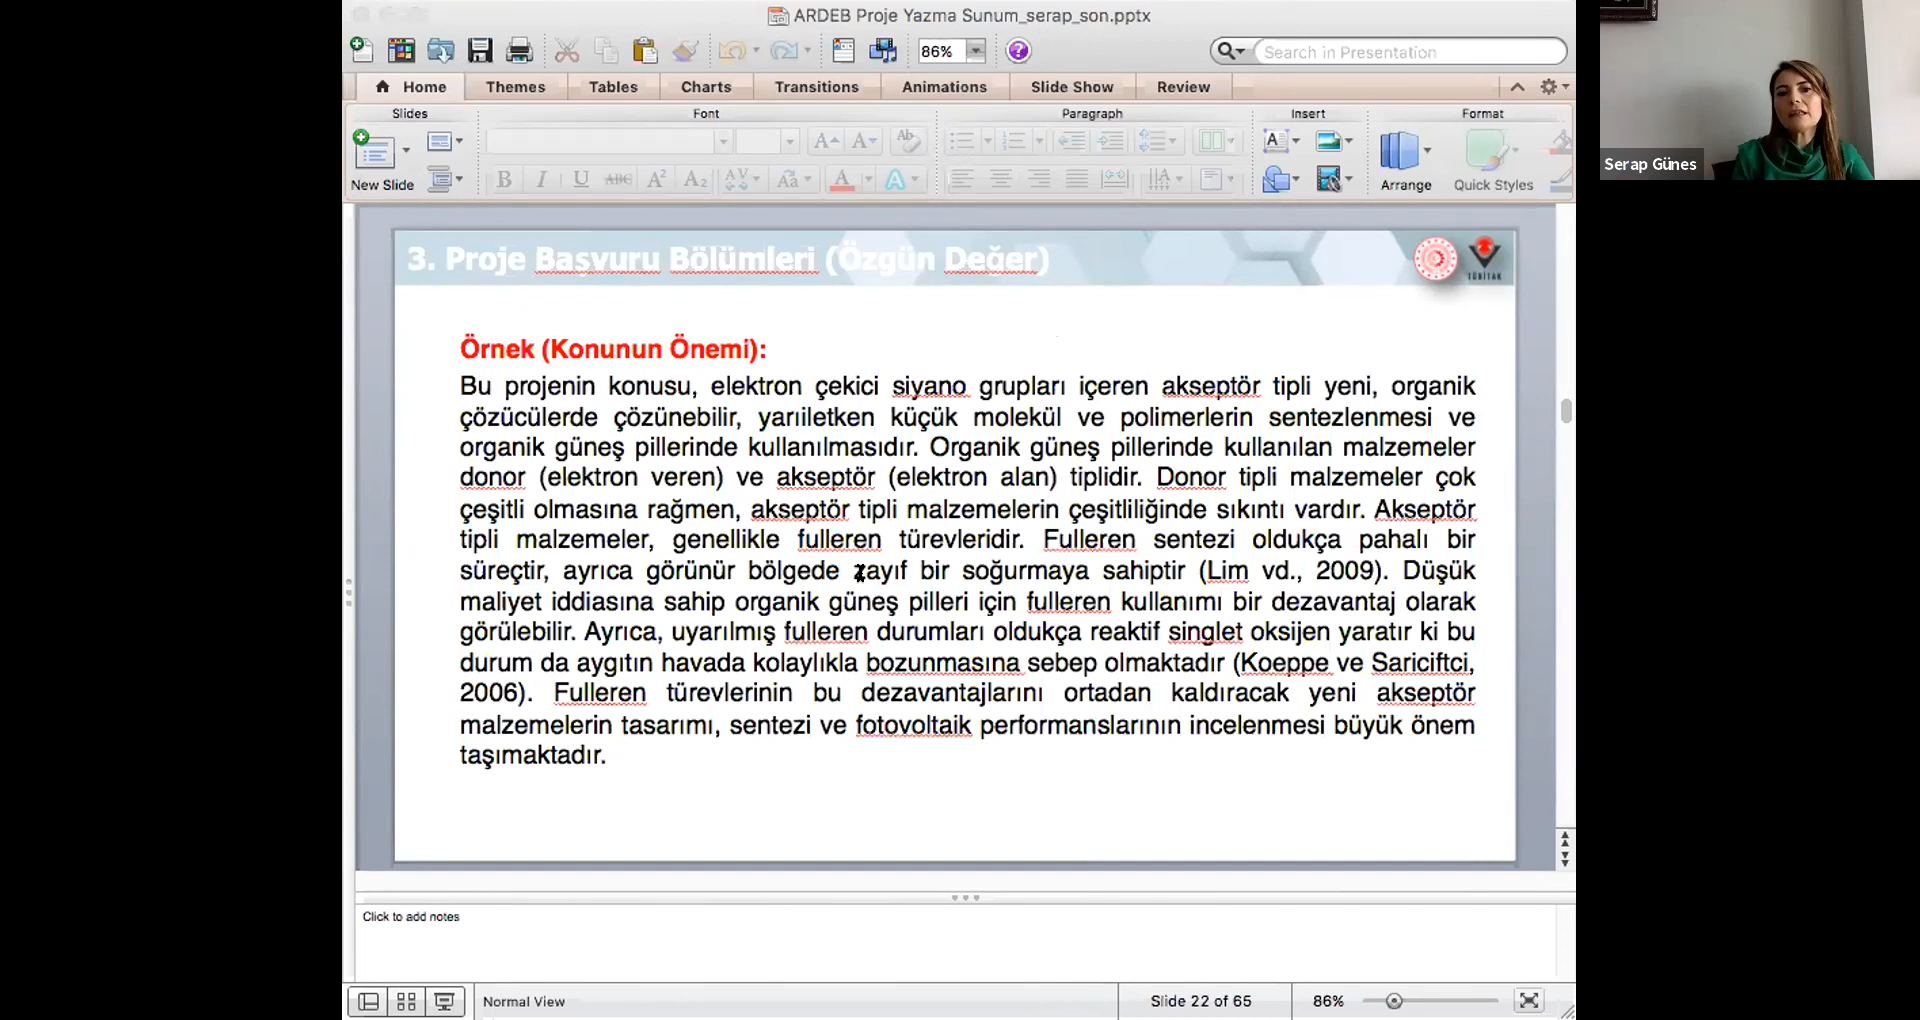 ARDEB Proje Yazma Sunum_serap_son.pptx
86%
Search in Presentation
Home Themes Tables Charts Transitions Animations Slide Show Review
Slides Font Paragraph Insert Format
New Slide
Arrange Quick Styles
Serap Günes
3. Proje Başvuru Bölümleri (Özgün Değer)
TÜBİTAK
Örnek (Konunun Önemi):
Bu projenin konusu, elektron çekici siyano grupları içeren akseptör tipli yeni, organik
çözücülerde çözünebilir, yarıiletken küçük molekül ve polimerlerin sentezlenmesi ve
organik güneş pillerinde kullanılmasıdır. Organik güneş pillerinde kullanılan malzemeler
donor (elektron veren) ve akseptör (elektron alan) tiplidir. Donor tipli malzemeler çok
çeşitli olmasına rağmen, akseptör tipli malzemelerin çeşitliliğinde sıkıntı vardır. Akseptör
tipli malzemeler, genellikle fulleren türevleridir. Fulleren sentezi oldukça pahalı bir
süreçtir, ayrıca görünür bölgede zayıf bir soğurmaya sahiptir (Lim vd., 2009). Düşük
maliyet iddiasına sahip organik güneş pilleri için fulleren kullanımı bir dezavantaj olarak
görülebilir. Ayrıca, uyarılmış fulleren durumları oldukça reaktif singlet oksijen yaratır ki bu
durum da aygıtın havada kolaylıkla bozunmasına sebep olmaktadır (Koeppe ve Sariciftci,
2006). Fulleren türevlerinin bu dezavantajlarını ortadan kaldıracak yeni akseptör
malzemelerin tasarımı, sentezi ve fotovoltaik performanslarının incelenmesi büyük önem
taşımaktadır.
Click to add notes
Normal View
Slide 22 of 65
86%